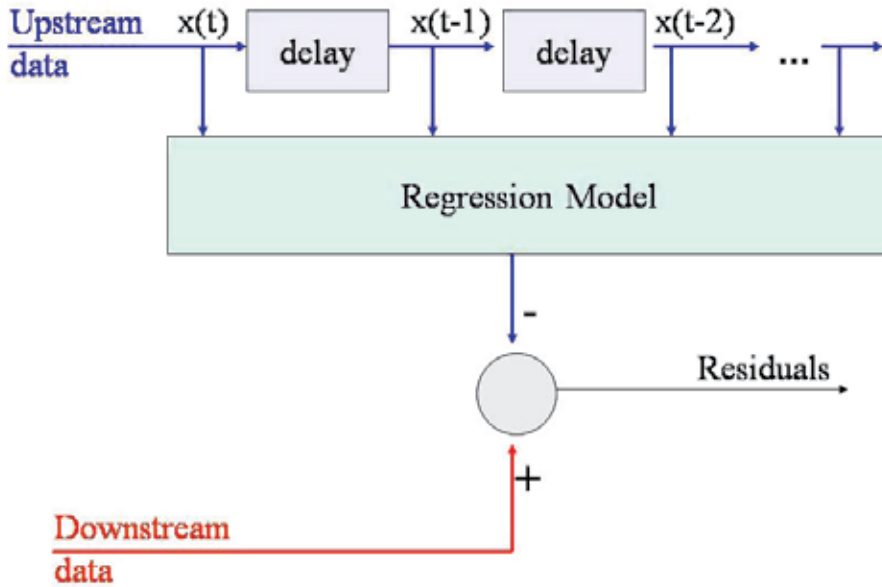 Upstream data
x(t)
delay
x(t-1)
delay
x(t-2)
...
Regression Model
-
Residuals
+
Downstream
data